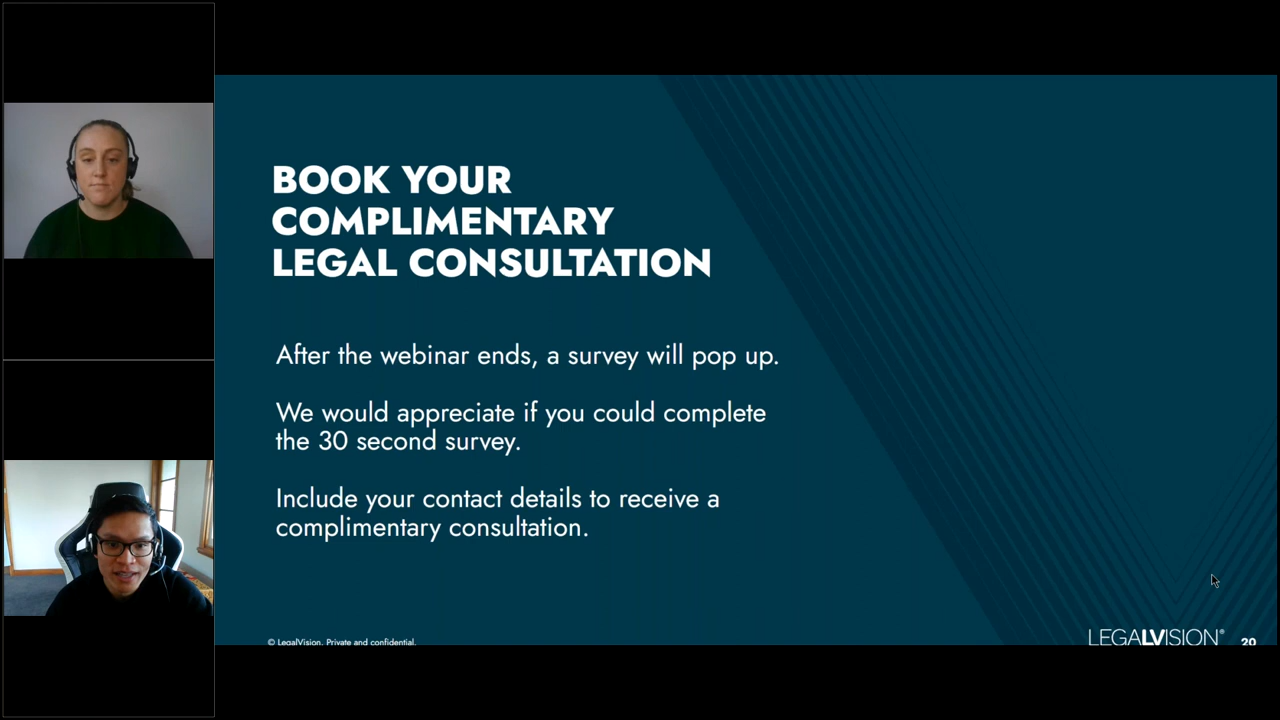 BOOK YOUR
COMPLIMENTARY
LEGAL CONSULTATION
After the webinar ends, a survey will pop up.
We would appreciate if you could complete
the 30 second survey.
Include your contact details to receive a
complimentary consultation.
© LegalVision. Private and confidential.
LEGALVISION®
20